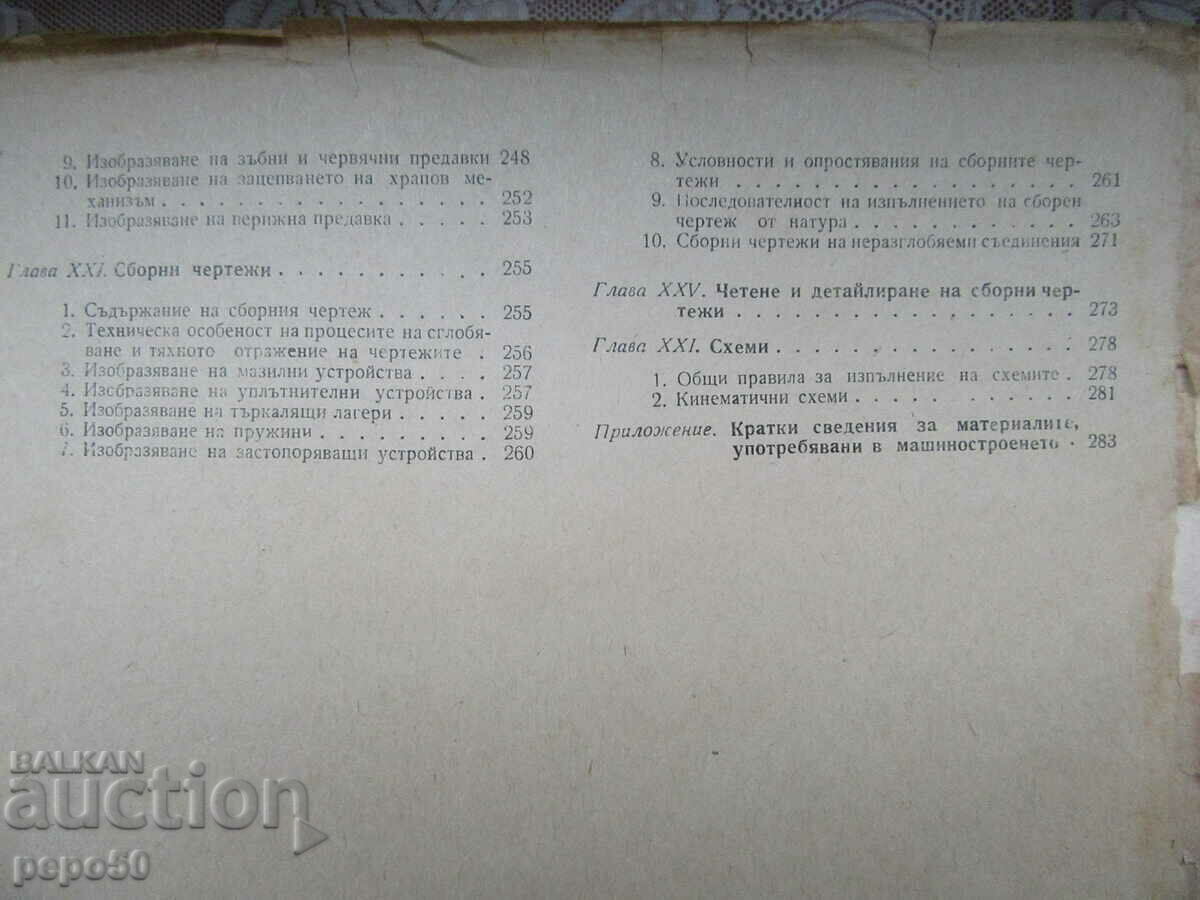 9. Изобразяване на зъбни и червячни предавки 248
10. Изобразяване на зацепването на храпов ме-
ханизъм . . . . . . . . . . . . . . 252
11. Изобразяване на верижна предавка . . . . . 253
Глава XXI. Сборни чертежи . . . . . . . . . . . 255
1. Съдържание на сборния чертеж . . . . . . 255
2. Техническа особеност на процесите на сглобя-
ване и тяхното отражение на чертежите . 256
3. Изобразяване на мазилни устройства . . . . 257
4. Изобразяване на уплътнителни устройства . 257
5. Изобразяване на търкалящи лагери . . . . . 259
6. Изобразяване на пружини . . . . . . . . . 259
7. Изобразяване на застопоряващи устройства . 260
8. Условности и опростявания на сборните чер-
тежи . . . . . . . . . . . . . . . . 261
9. Последователност на изпълнението на сборен
чертеж от натура . . . . . . . . . . . . 263
10. Сборни чертежи на неразглобяеми съединения 271
Глава XXV. Четене и детайлиране на сборни чер-
тежи . . . . . . . . . . . . . . . . . 273
Глава XXI. Схеми . . . . . . . . . . . . . . . 278
1. Общи правила за изпълнение на схемите . 278
2. Кинематични схеми . . . . . . . . . . . 281
Приложение. Кратки сведения за материалите,
употребявани в машиностроенето . 283
BALKAN
auction
pepo50